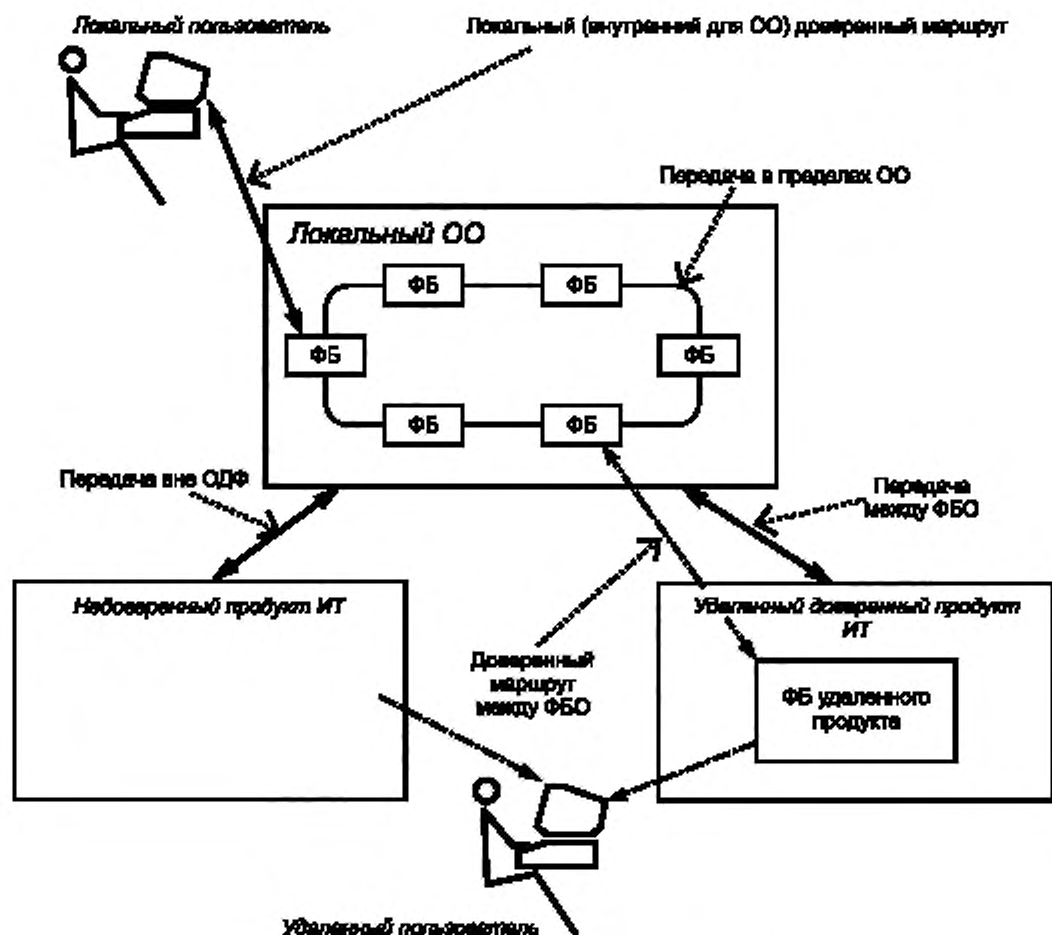 Локальный пользователь
Локальный (внутренний для ОО) доверенный маршрут
Передача в пределах ОО
Локальный ОО
ФБ
ФБ
ФБ
ФБ
ФБ
ФБ
Передача вне ОДФ
Передача
между ФБО
Недоверенный продукт ИТ
Удаленный доверенный продукт
ИТ
Доверенный
маршрут
между ФБО
ФБ удаленного
продукта
Удаленный пользователь